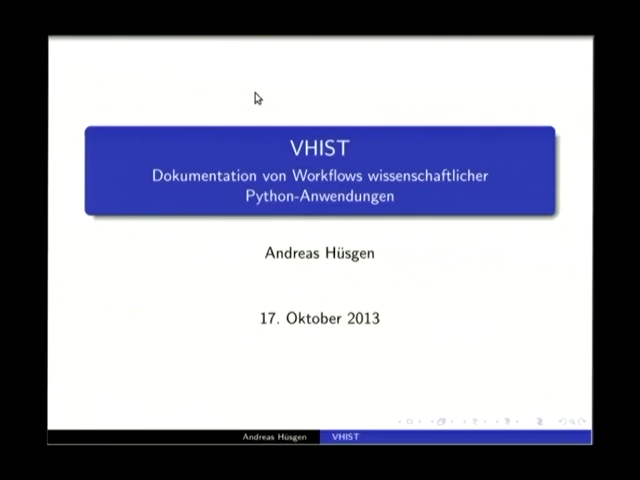 VHIST
Dokumentation von Workflows wissenschaftlicher
Python-Anwendungen
Andreas Hüsgen
17. Oktober 2013
Andreas Hüsgen VHIST